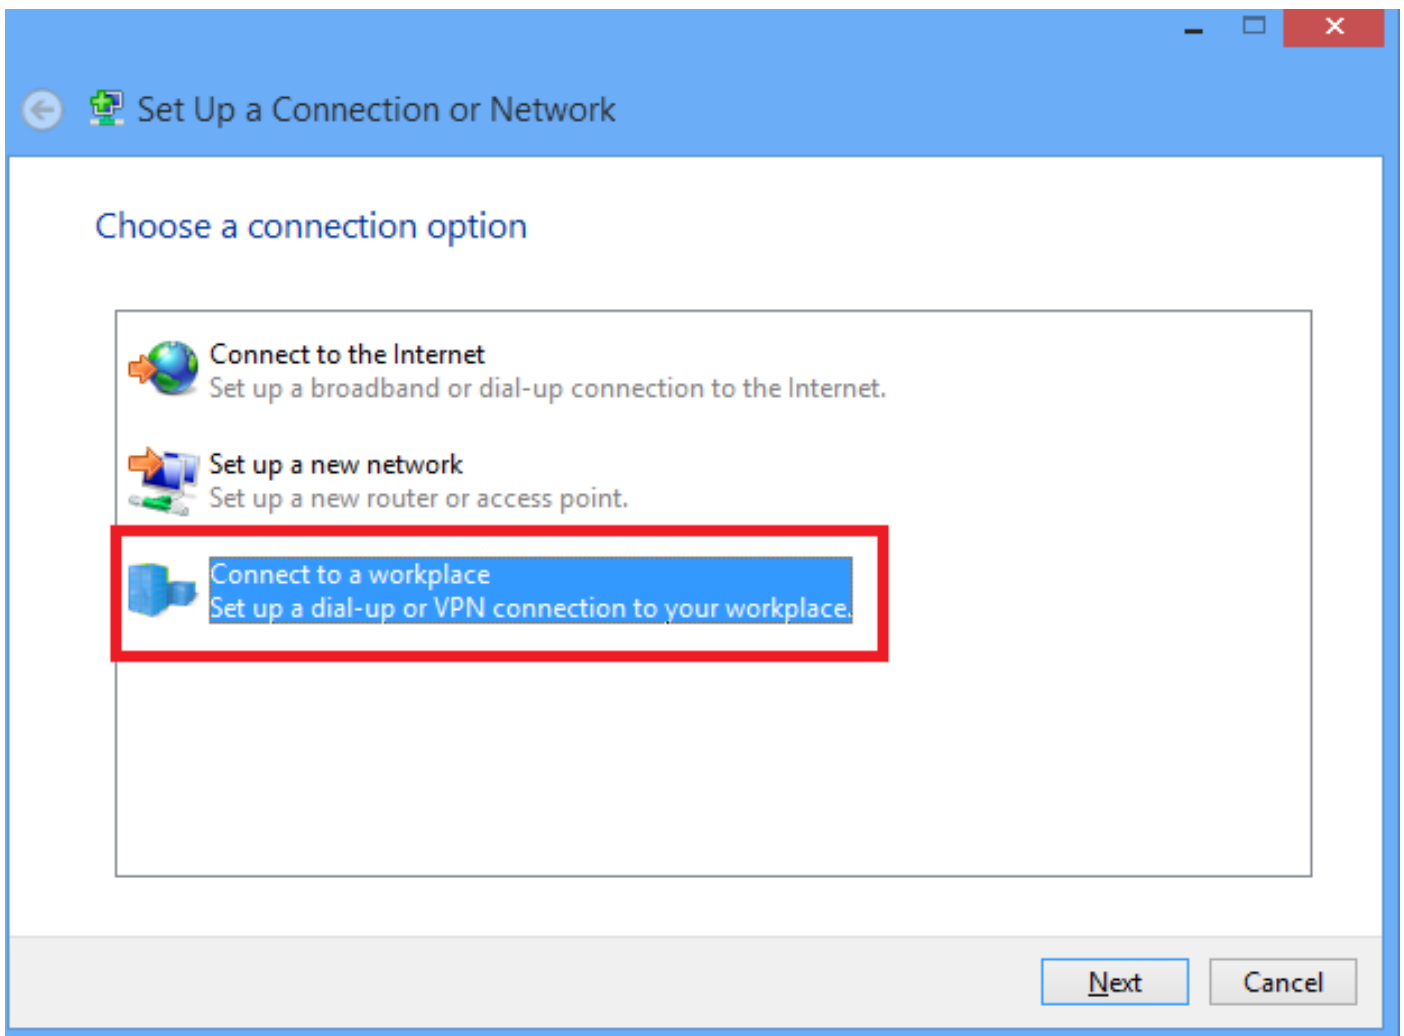 Set Up a Connection or Network
Choose a connection option
Connect to the Internet
Set up a broadband or dial-up connection to the Internet.
Set up a new network
Set up a new router or access point.
Connect to a workplace
Set up a dial-up or VPN connection to your workplace.
Next
Cancel